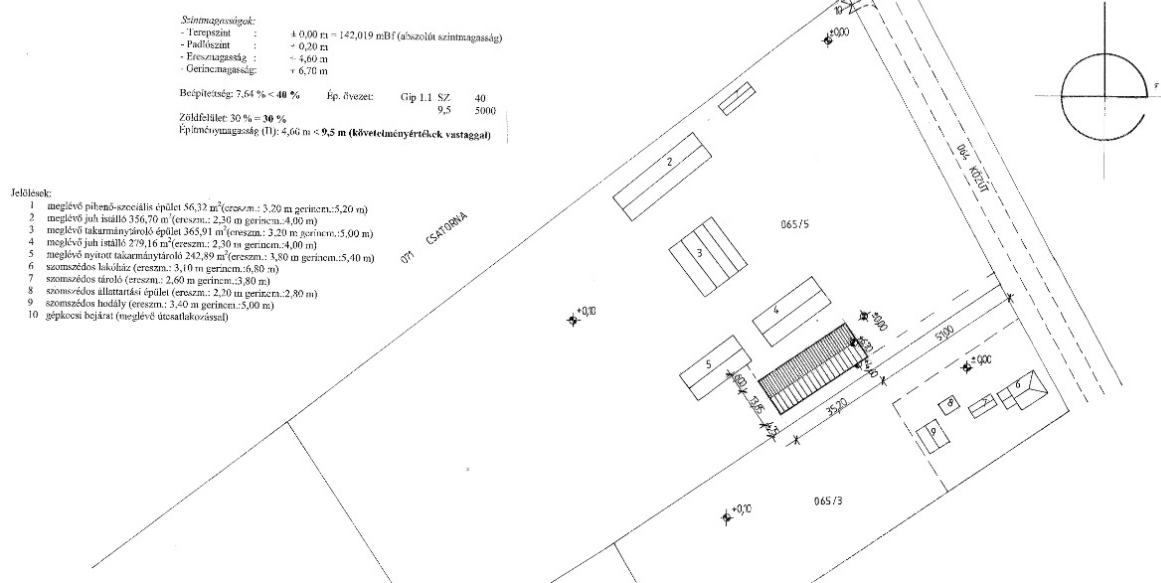 Szintmagasságok:
- Terepszint : ± 0,00 m = 142,019 mBf (abszolút szintmagasság)
- Padlószint : + 0,20 m
- Ereszmagasság : + 4,60 m
- Gerincmagasság: + 6,70 m
Beépítettség: 7,64 % < 40 % Ép. övezet: Gip 1.1 SZ 40
9,5 5000
Zöldfelület: 30 % = 30 %
Építménymagasság (Π): 4,66 m < 9,5 m (követelményértékek vastaggal)
Jelölések:
1 meglévő pihenő-szociális épület 56,32 m²(ereszm.: 3,20 m gerincm.:5,20 m)
2 meglévő juh istálló 356,70 m²(ereszm.: 2,30 m gerincm.:4,00 m)
3 meglévő takarmánytároló épület 365,91 m²(ereszm.: 3,20 m gerincm.:5,00 m)
4 meglévő juh istálló 279,16 m²(ereszm.: 2,30 m gerincm.:4,00 m)
5 meglévő nyitott takarmánytároló 242,89 m²(ereszm.: 3,80 m gerincm.:5,40 m)
6 szomszédos lakóház (ereszm.: 3,10 m gerincm.:6,80 m)
7 szomszédos tároló (ereszm.: 2,60 m gerincm.:3,80 m)
8 szomszédos állattartási épület (ereszm.: 2,20 m gerincm.:2,80 m)
9 szomszédos hodály (ereszm.: 3,40 m gerincm.:5,00 m)
10 gépkocsi bejárat (meglévő útcsatlakozással)
10
±0,00
1
2
064 KÖZÚT
071 CSATORNA
065/5
3
+0,10
4
±0,00
51,00
5
6,00
13,85
35,20
±0,00
6
7
8
9
065/3
+0,10